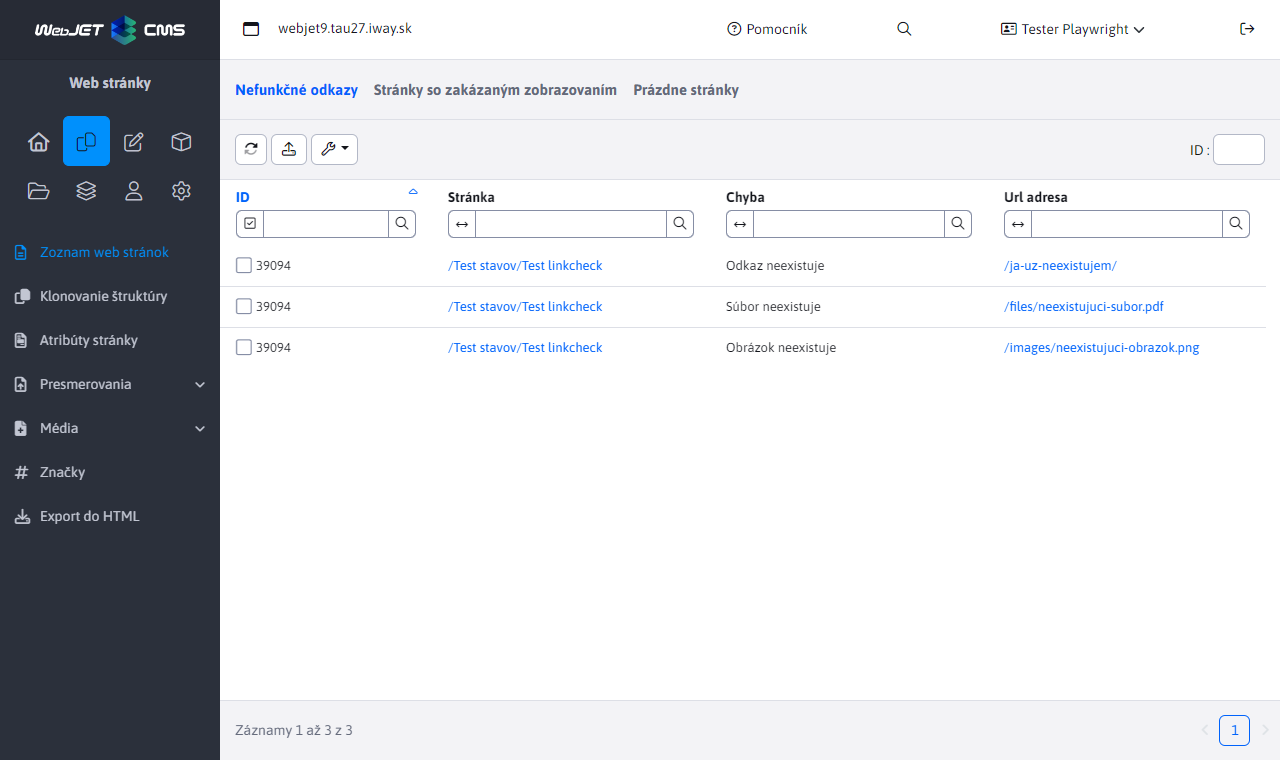 WebJET CMS
webjet9.tau27.iway.sk
Pomocník
Tester Playwright
Web stránky
Nefunkčné odkazy Stránky so zakázaným zobrazovaním Prázdne stránky
ID :
Zoznam web stránok
Klonovanie štruktúry
Atribúty stránky
Presmerovania
Média
Značky
Export do HTML
ID Stránka Chyba Url adresa
39094 /Test stavov/Test linkcheck Odkaz neexistuje /ja-uz-neexistujem/
39094 /Test stavov/Test linkcheck Súbor neexistuje /files/neexistujuci-subor.pdf
39094 /Test stavov/Test linkcheck Obrázok neexistuje /images/neexistujuci-obrazok.png
Záznamy 1 až 3 z 3
1